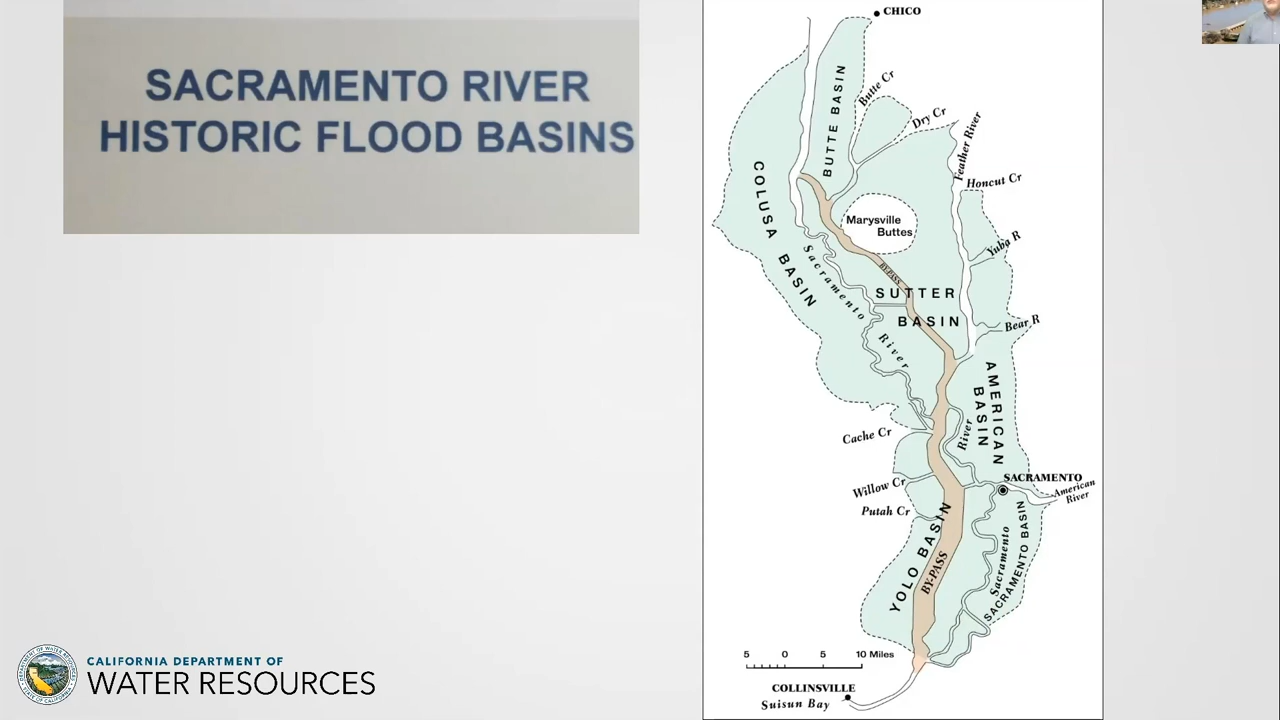 SACRAMENTO RIVER
HISTORIC FLOOD BASINS
CHICO
BUTTE BASIN
Butte Cr
Dry Cr
Feather River
Honcut Cr
COLUSA BASIN
Marysville
Buttes
Yuba R
BY-PASS
Sacramento
River
SUTTER
BASIN
Bear R
AMERICAN
BASIN
River
Cache Cr
SACRAMENTO
American
River
Willow Cr
Putah Cr
YOLO BASIN
BY-PASS
Sacramento
SACRAMENTO BASIN
5 0 5 10 Miles
COLLINSVILLE
Suisun Bay
CALIFORNIA DEPARTMENT OF
WATER RESOURCES